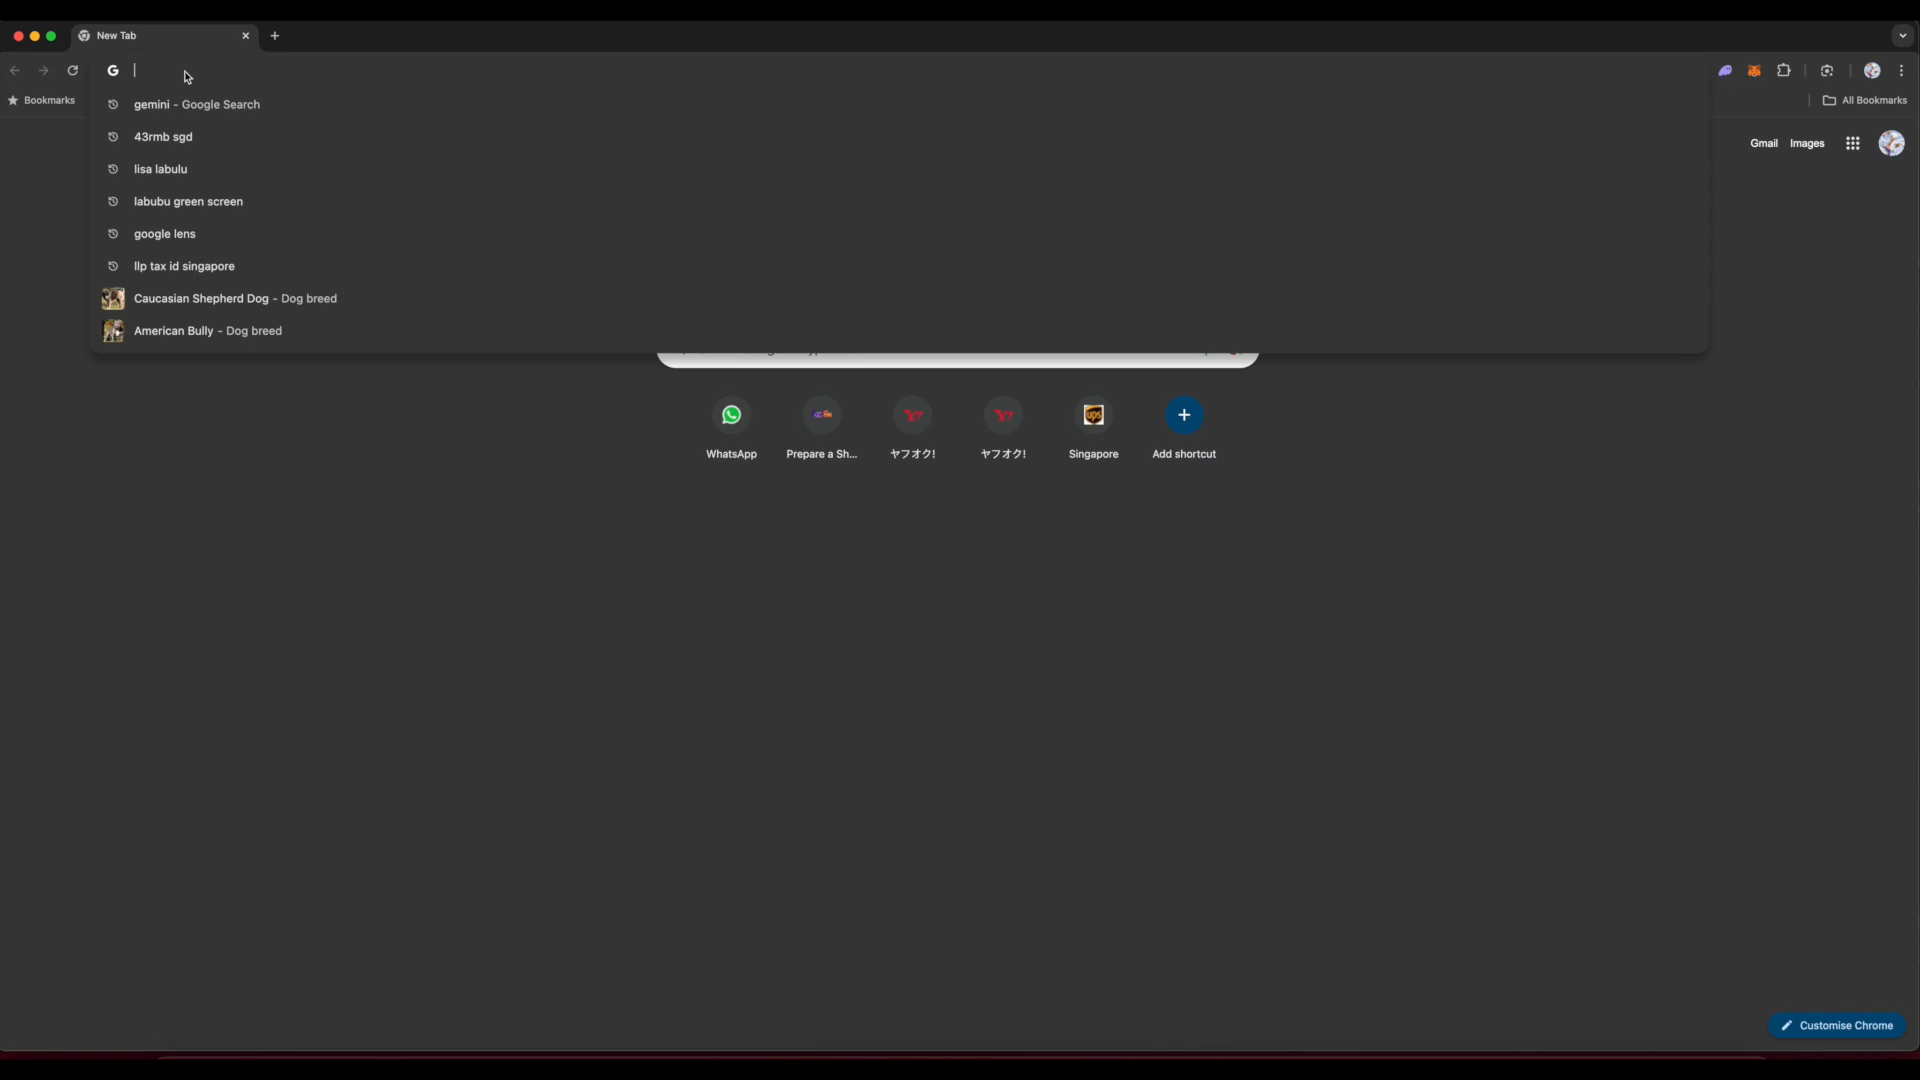 New Tab
Bookmarks
All Bookmarks
gemini - Google Search
43rmb sgd
lisa labulu
labubu green screen
google lens
llp tax id singapore
Caucasian Shepherd Dog - Dog breed
American Bully - Dog breed
Gmail Images
WhatsApp
Prepare a Sh...
ヤフオク!
ヤフオク!
Singapore
Add shortcut
Customise Chrome